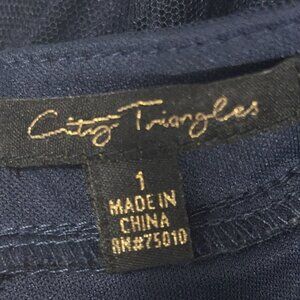 City Triangles
1
MADE IN
CHINA
RN#75010